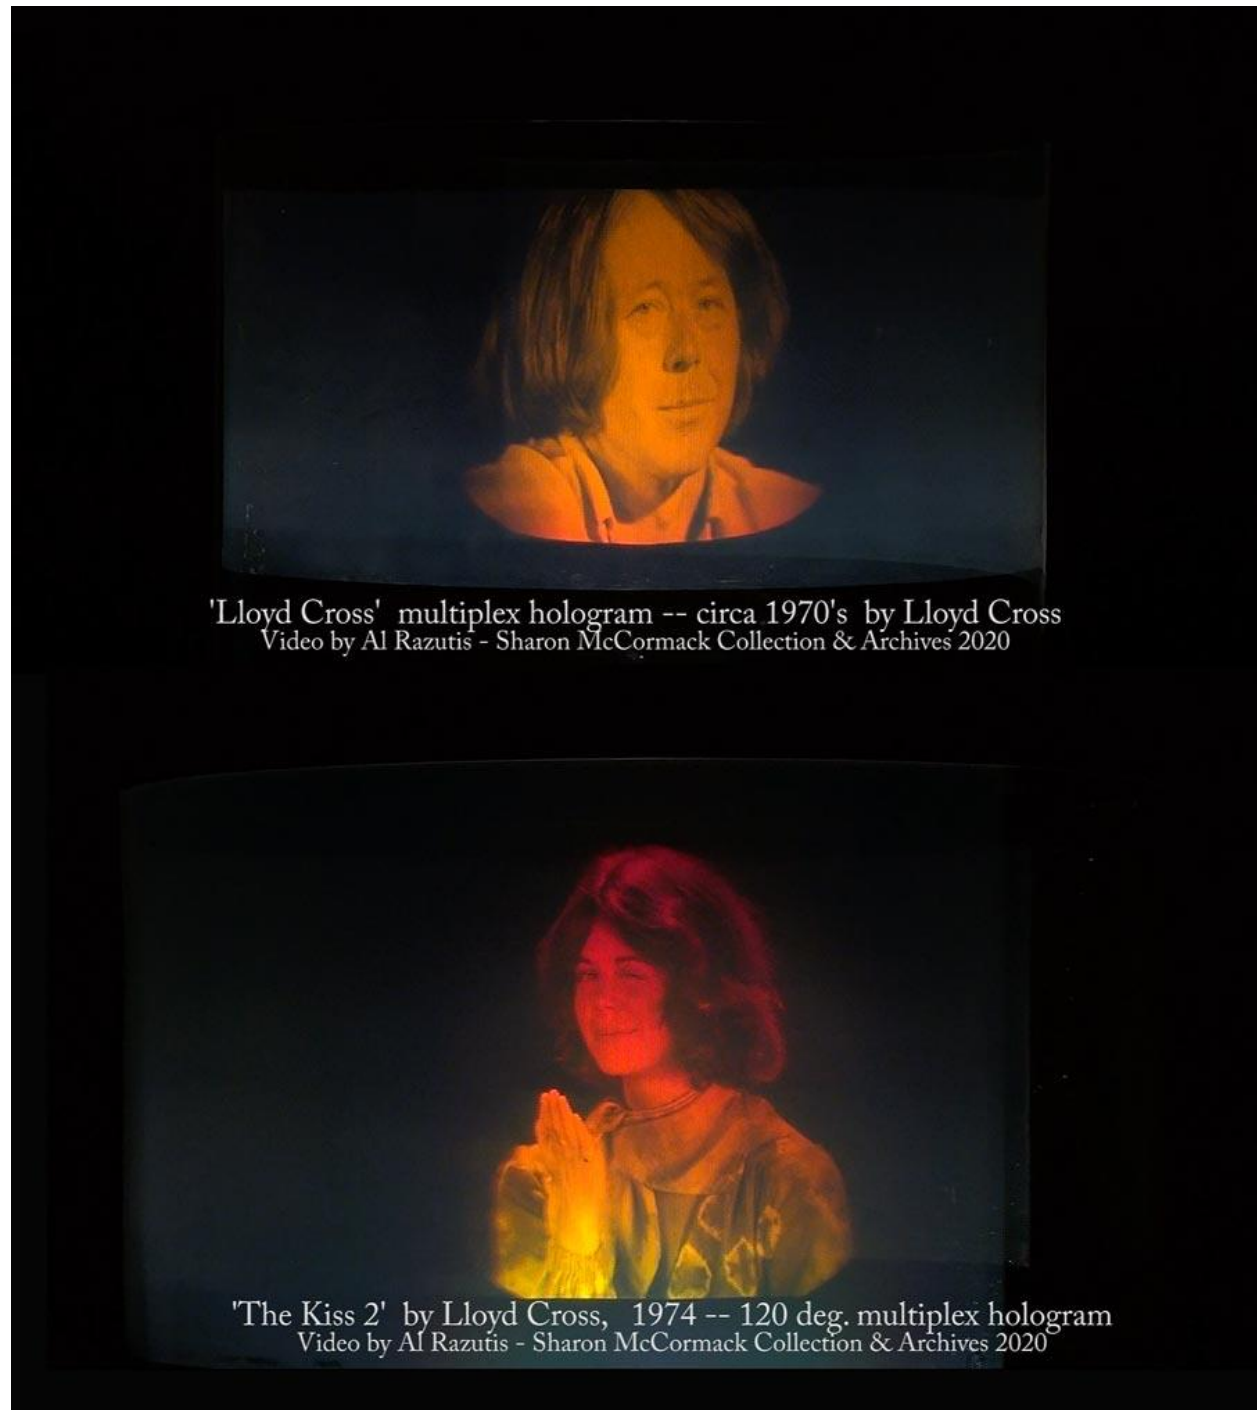 'Lloyd Cross' multiplex hologram -- circa 1970's by Lloyd Cross
Video by Al Razutis - Sharon McCormack Collection & Archives 2020
'The Kiss 2' by Lloyd Cross, 1974 -- 120 deg. multiplex hologram
Video by Al Razutis - Sharon McCormack Collection & Archives 2020